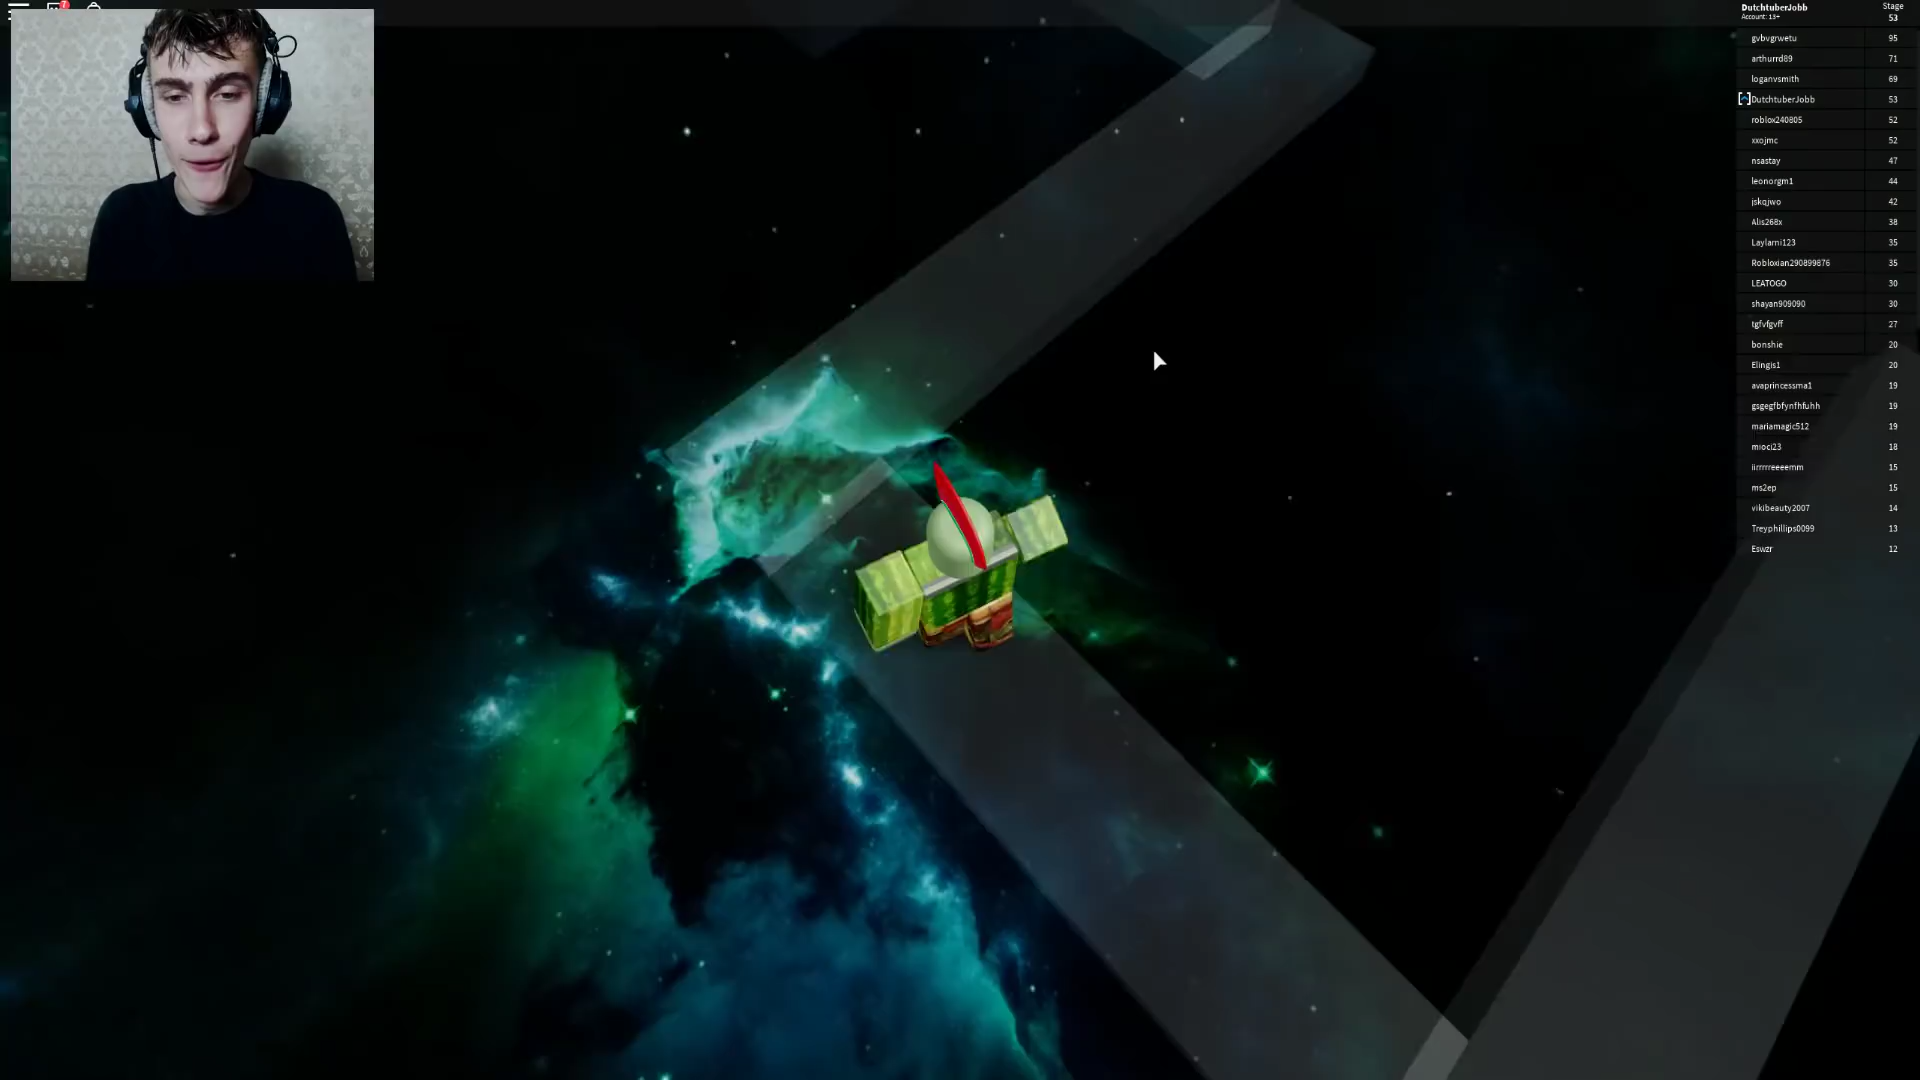 7
DutchtuberJobb
Account: 13+
Stage
53
gvbvgrwetu 95
arthurrd89 71
loganvsmith 69
DutchtuberJobb 53
roblox240805 52
xxojmc 52
nsastay 47
leonorgm1 44
jskqjwo 42
Alis268x 38
Laylarni123 35
Robloxian290899876 35
LEATOGO 30
shayan909090 30
tgfvfgvff 27
bonshie 20
Elingis1 20
avaprincessma1 19
gsgegfbfynfhfuhh 19
mariamagic512 19
mioci23 18
iirrrrreeeemm 15
ms2ep 15
vikibeauty2007 14
Treyphillips0099 13
Eswzr 12